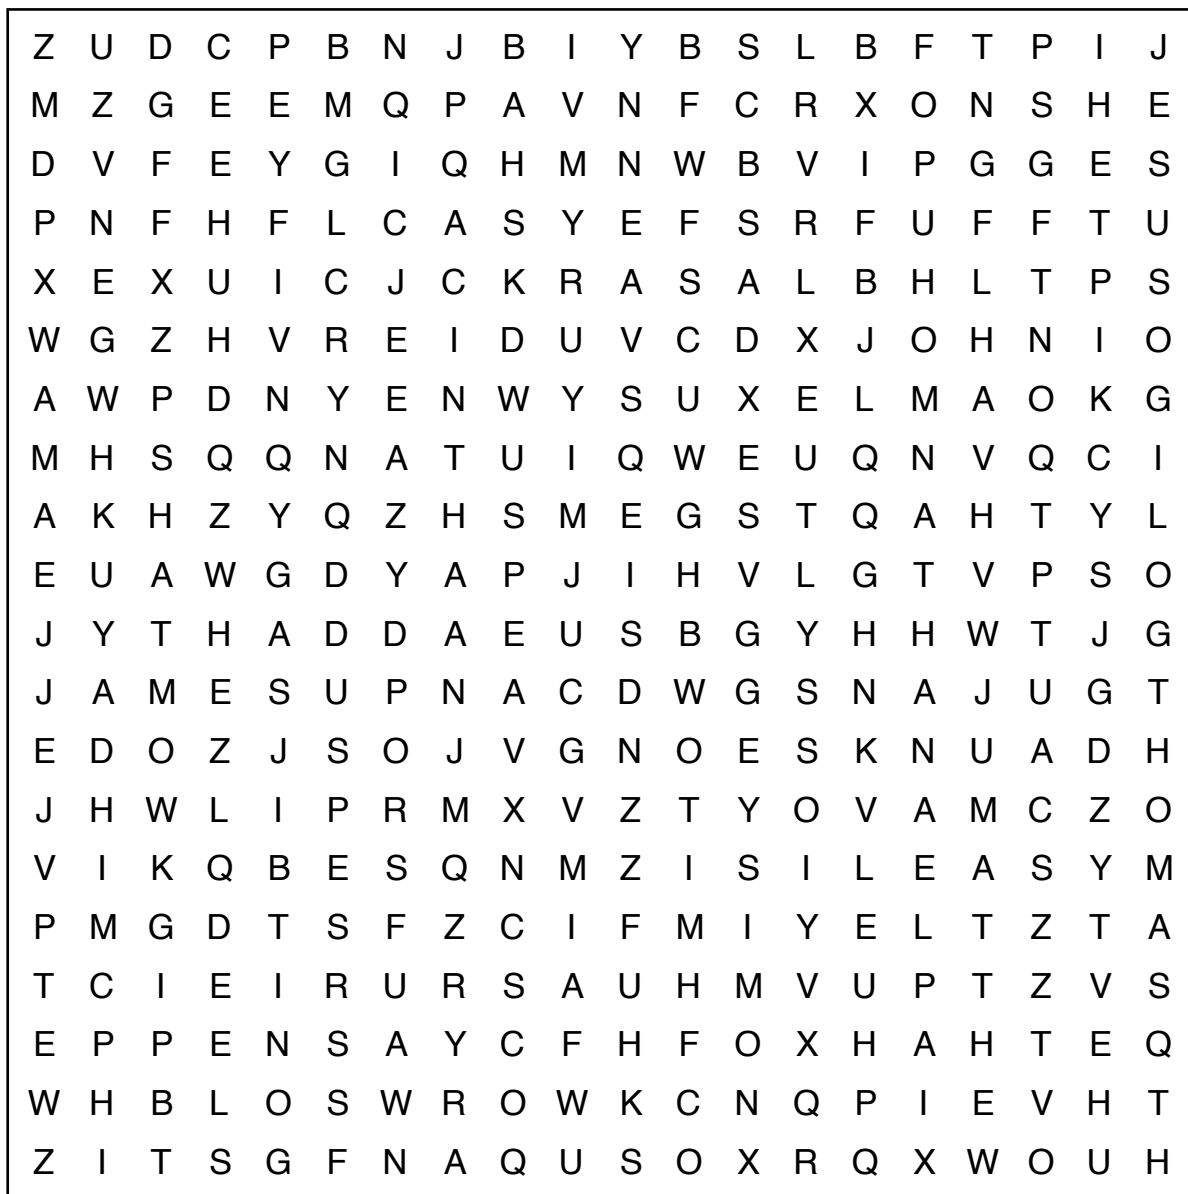 Z U D C P B N J B I Y B S L B F T P I J
M Z G E E M Q P A V N F C R X O N S H E
D V F E Y G I Q H M N W B V I P G G E S
P N F H F L C A S Y E F S R F U F F T U
X E X U I C J C K R A S A L B H L T P S
W G Z H V R E I D U V C D X J O H N I O
A W P D N Y E N W Y S U X E L M A O K G
M H S Q Q N A T U I Q W E U Q N V Q C I
A K H Z Y Q Z H S M E G S T Q A H T Y L
E U A W G D Y A P J I H V L G T V P S O
J Y T H A D D A E U S B G Y H H W T J G
J A M E S U P N A C D W G S N A J U G T
E D O Z J S O J V G N O E S K N U A D H
J H W L I P R M X V Z T Y O V A M C Z O
V I K Q B E S Q N M Z I S I L E A S Y M
P M G D T S F Z C I F M I Y E L T Z T A
T C I E I R U R S A U H M V U P T Z V S
E P P E N S A Y C F H F O X H A H T E Q
W H B L O S W R O W K C N Q P I E V H T
Z I T S G F N A Q U S O X R Q X W O U H